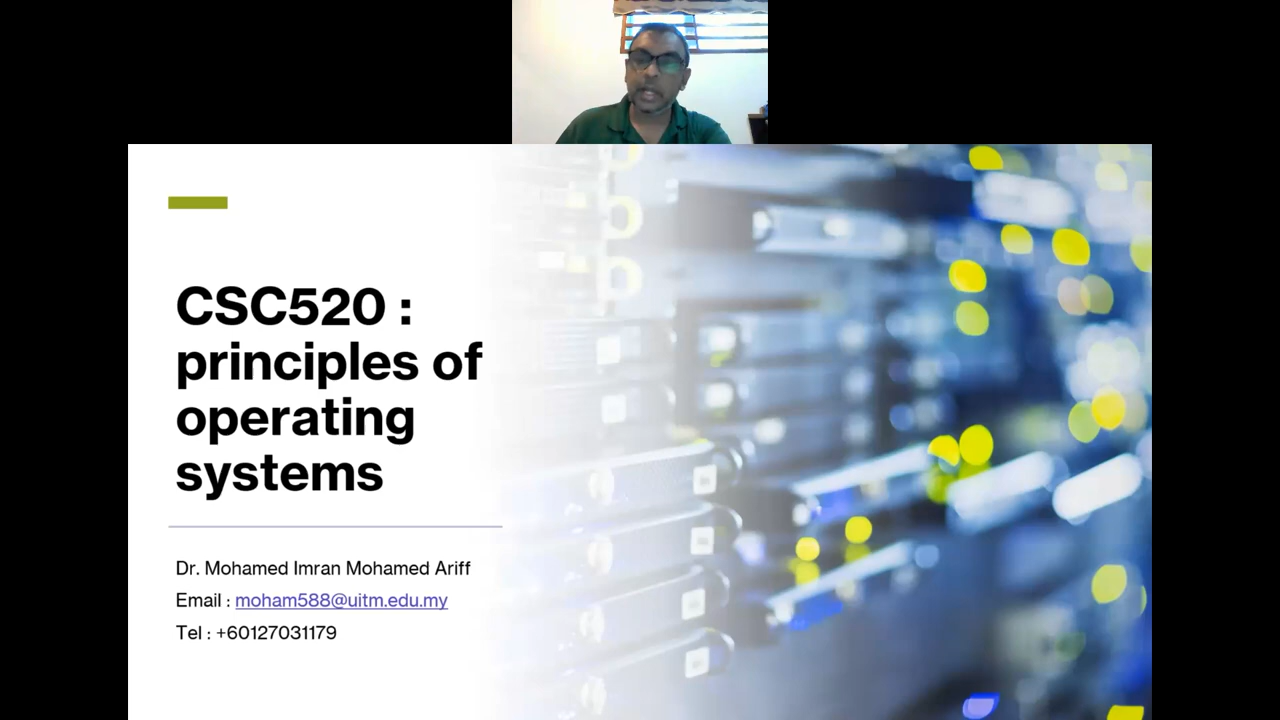 CSC520 :
principles of
operating
systems
Dr. Mohamed Imran Mohamed Ariff
Email : moham588@uitm.edu.my
Tel : +60127031179